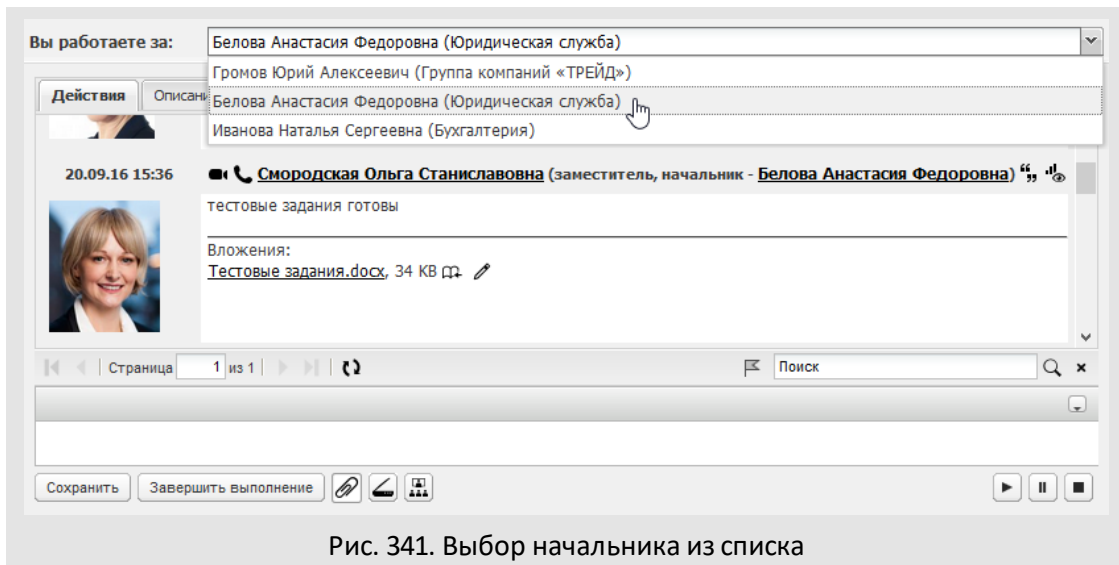 Вы работаете за:
Белова Анастасия Федоровна (Юридическая служба)
Громов Юрий Алексеевич (Группа компаний «ТРЕЙД»)
Действия
Описани
Белова Анастасия Федоровна (Юридическая служба)
Иванова Наталья Сергеевна (Бухгалтерия)
20.09.16 15:36 Смородская Ольга Станиславовна (заместитель, начальник - Белова Анастасия Федоровна)
тестовые задания готовы
Вложения:
Тестовые задания.docx, 34 KB
Страница 1 из 1 Поиск
Сохранить Завершить выполнение
Рис. 341. Выбор начальника из списка